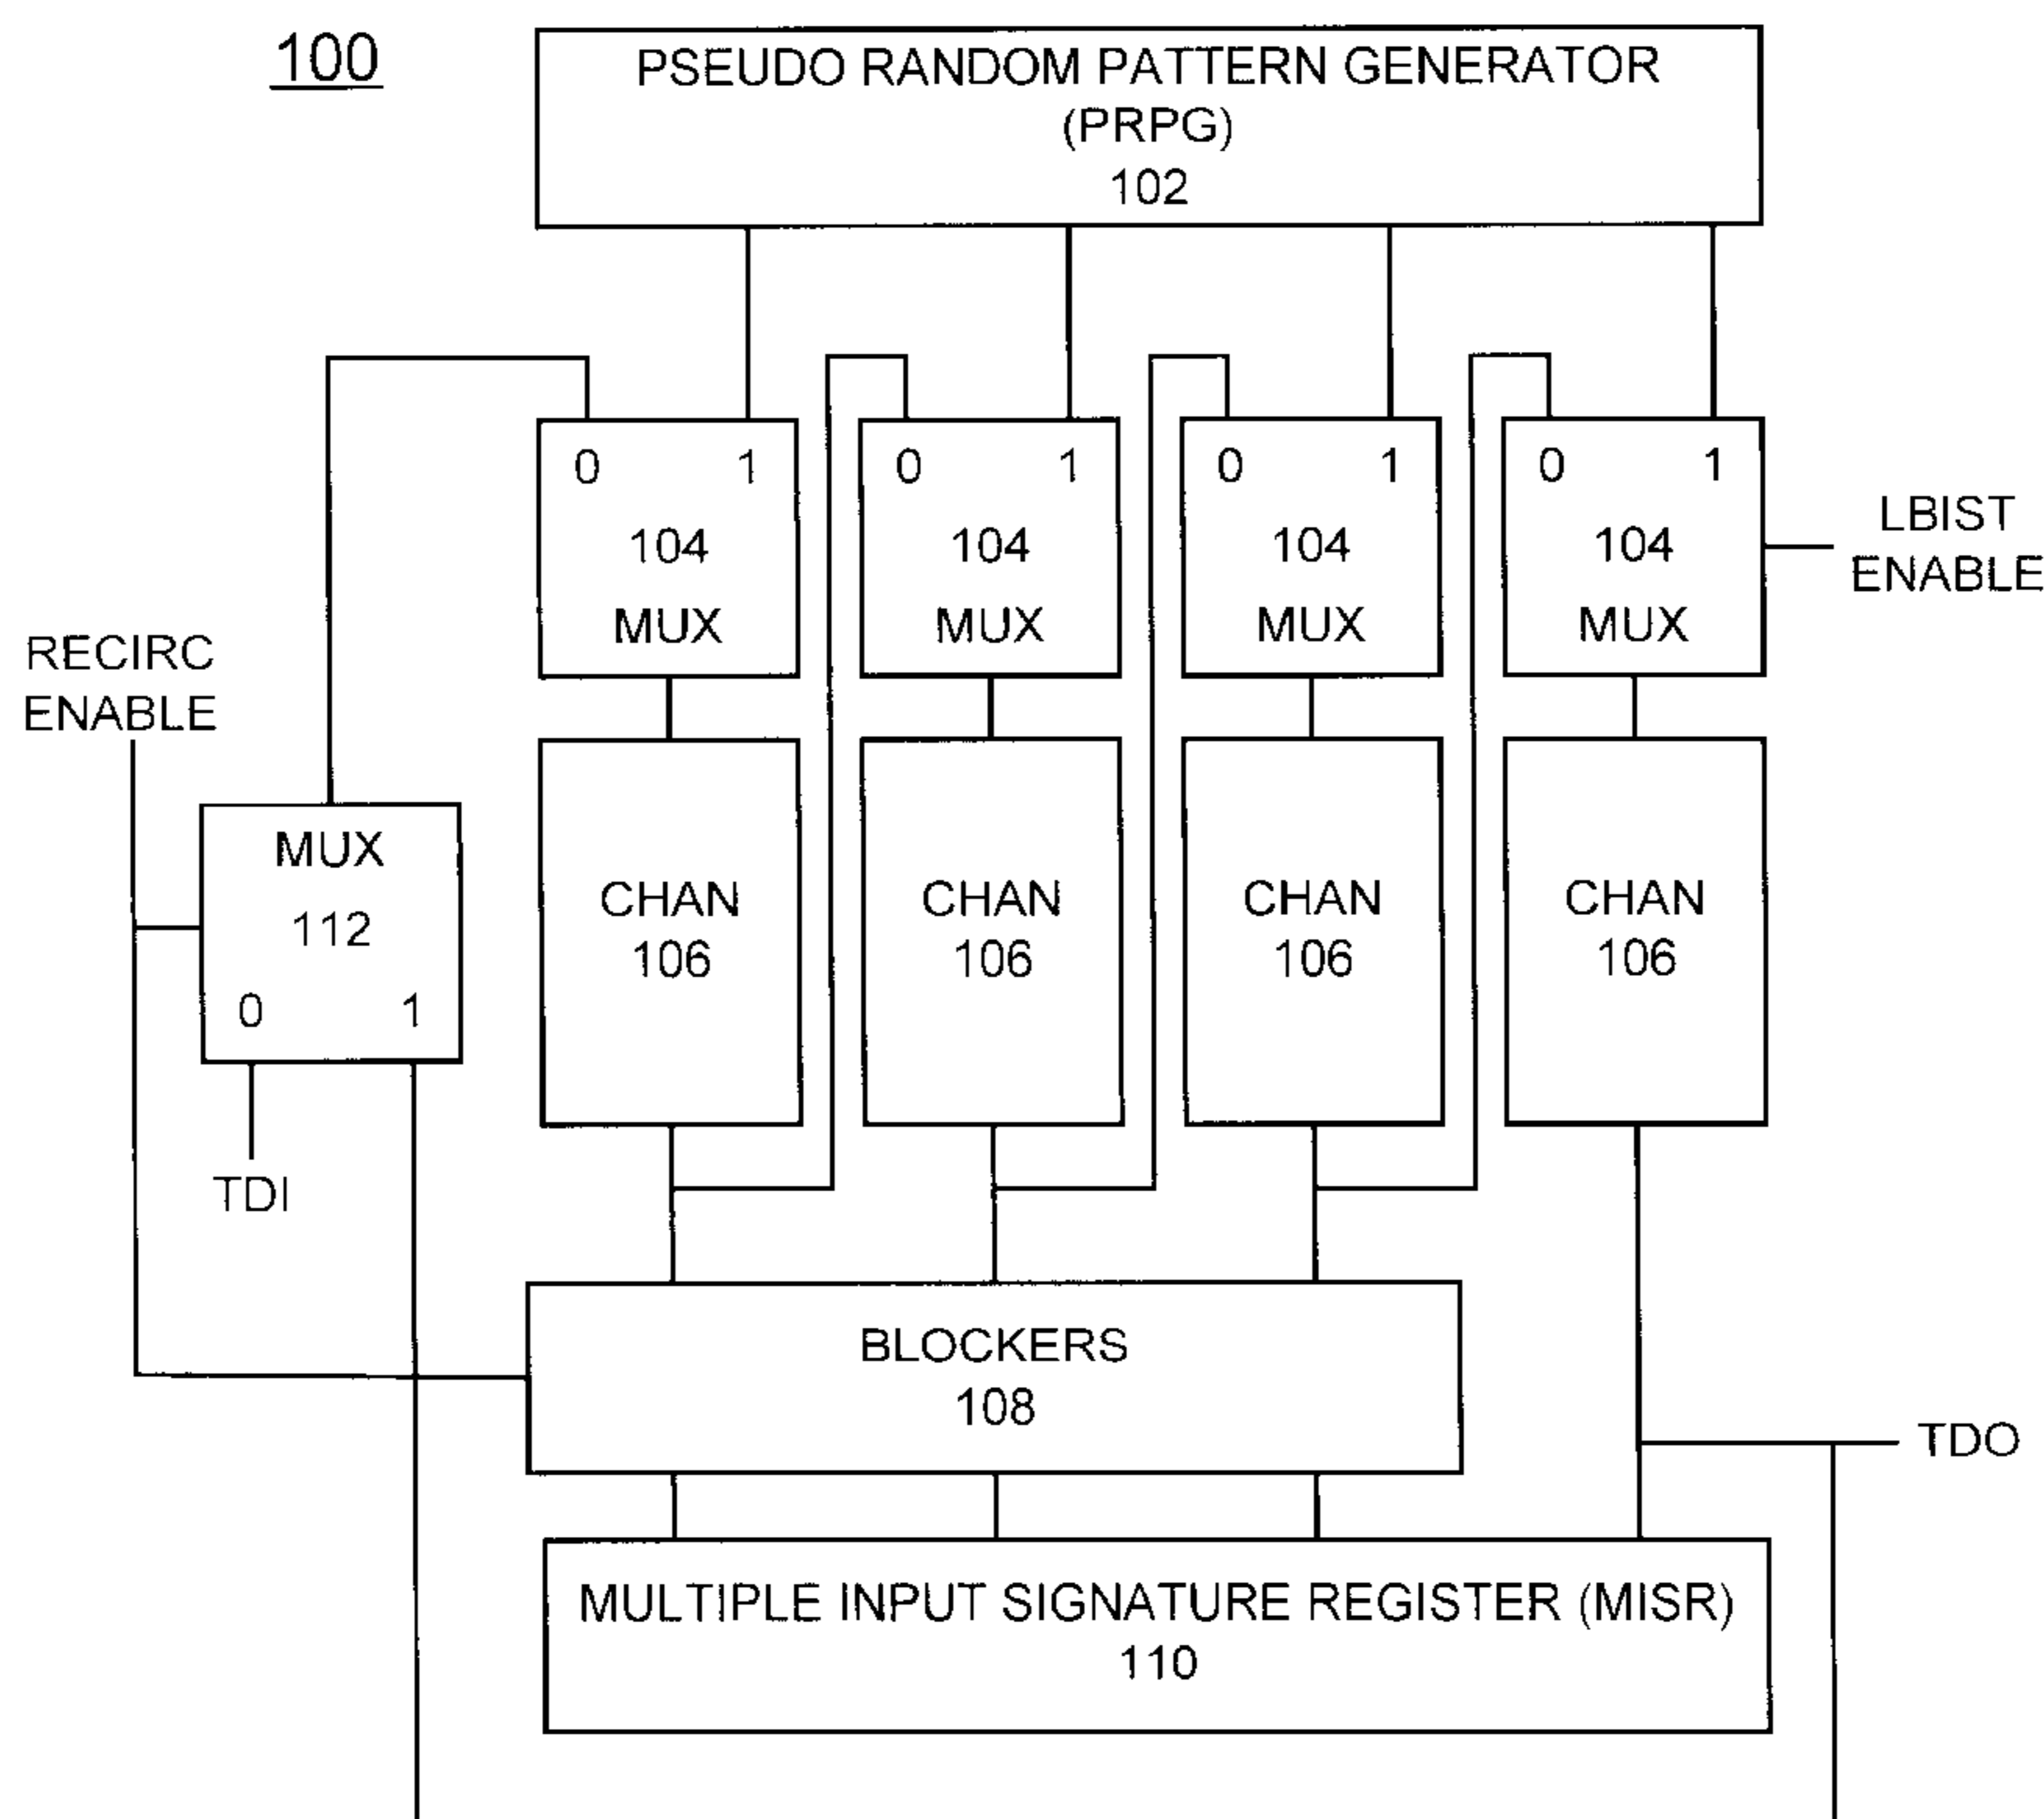 100
PSEUDO RANDOM PATTERN GENERATOR
(PRPG)
102
0 1
104
MUX
0 1
104
MUX
0 1
104
MUX
0 1
104
MUX
LBIST
ENABLE
RECIRC
ENABLE
MUX
112
0 1
TDI
CHAN
106
CHAN
106
CHAN
106
CHAN
106
BLOCKERS
108
TDO
MULTIPLE INPUT SIGNATURE REGISTER (MISR)
110